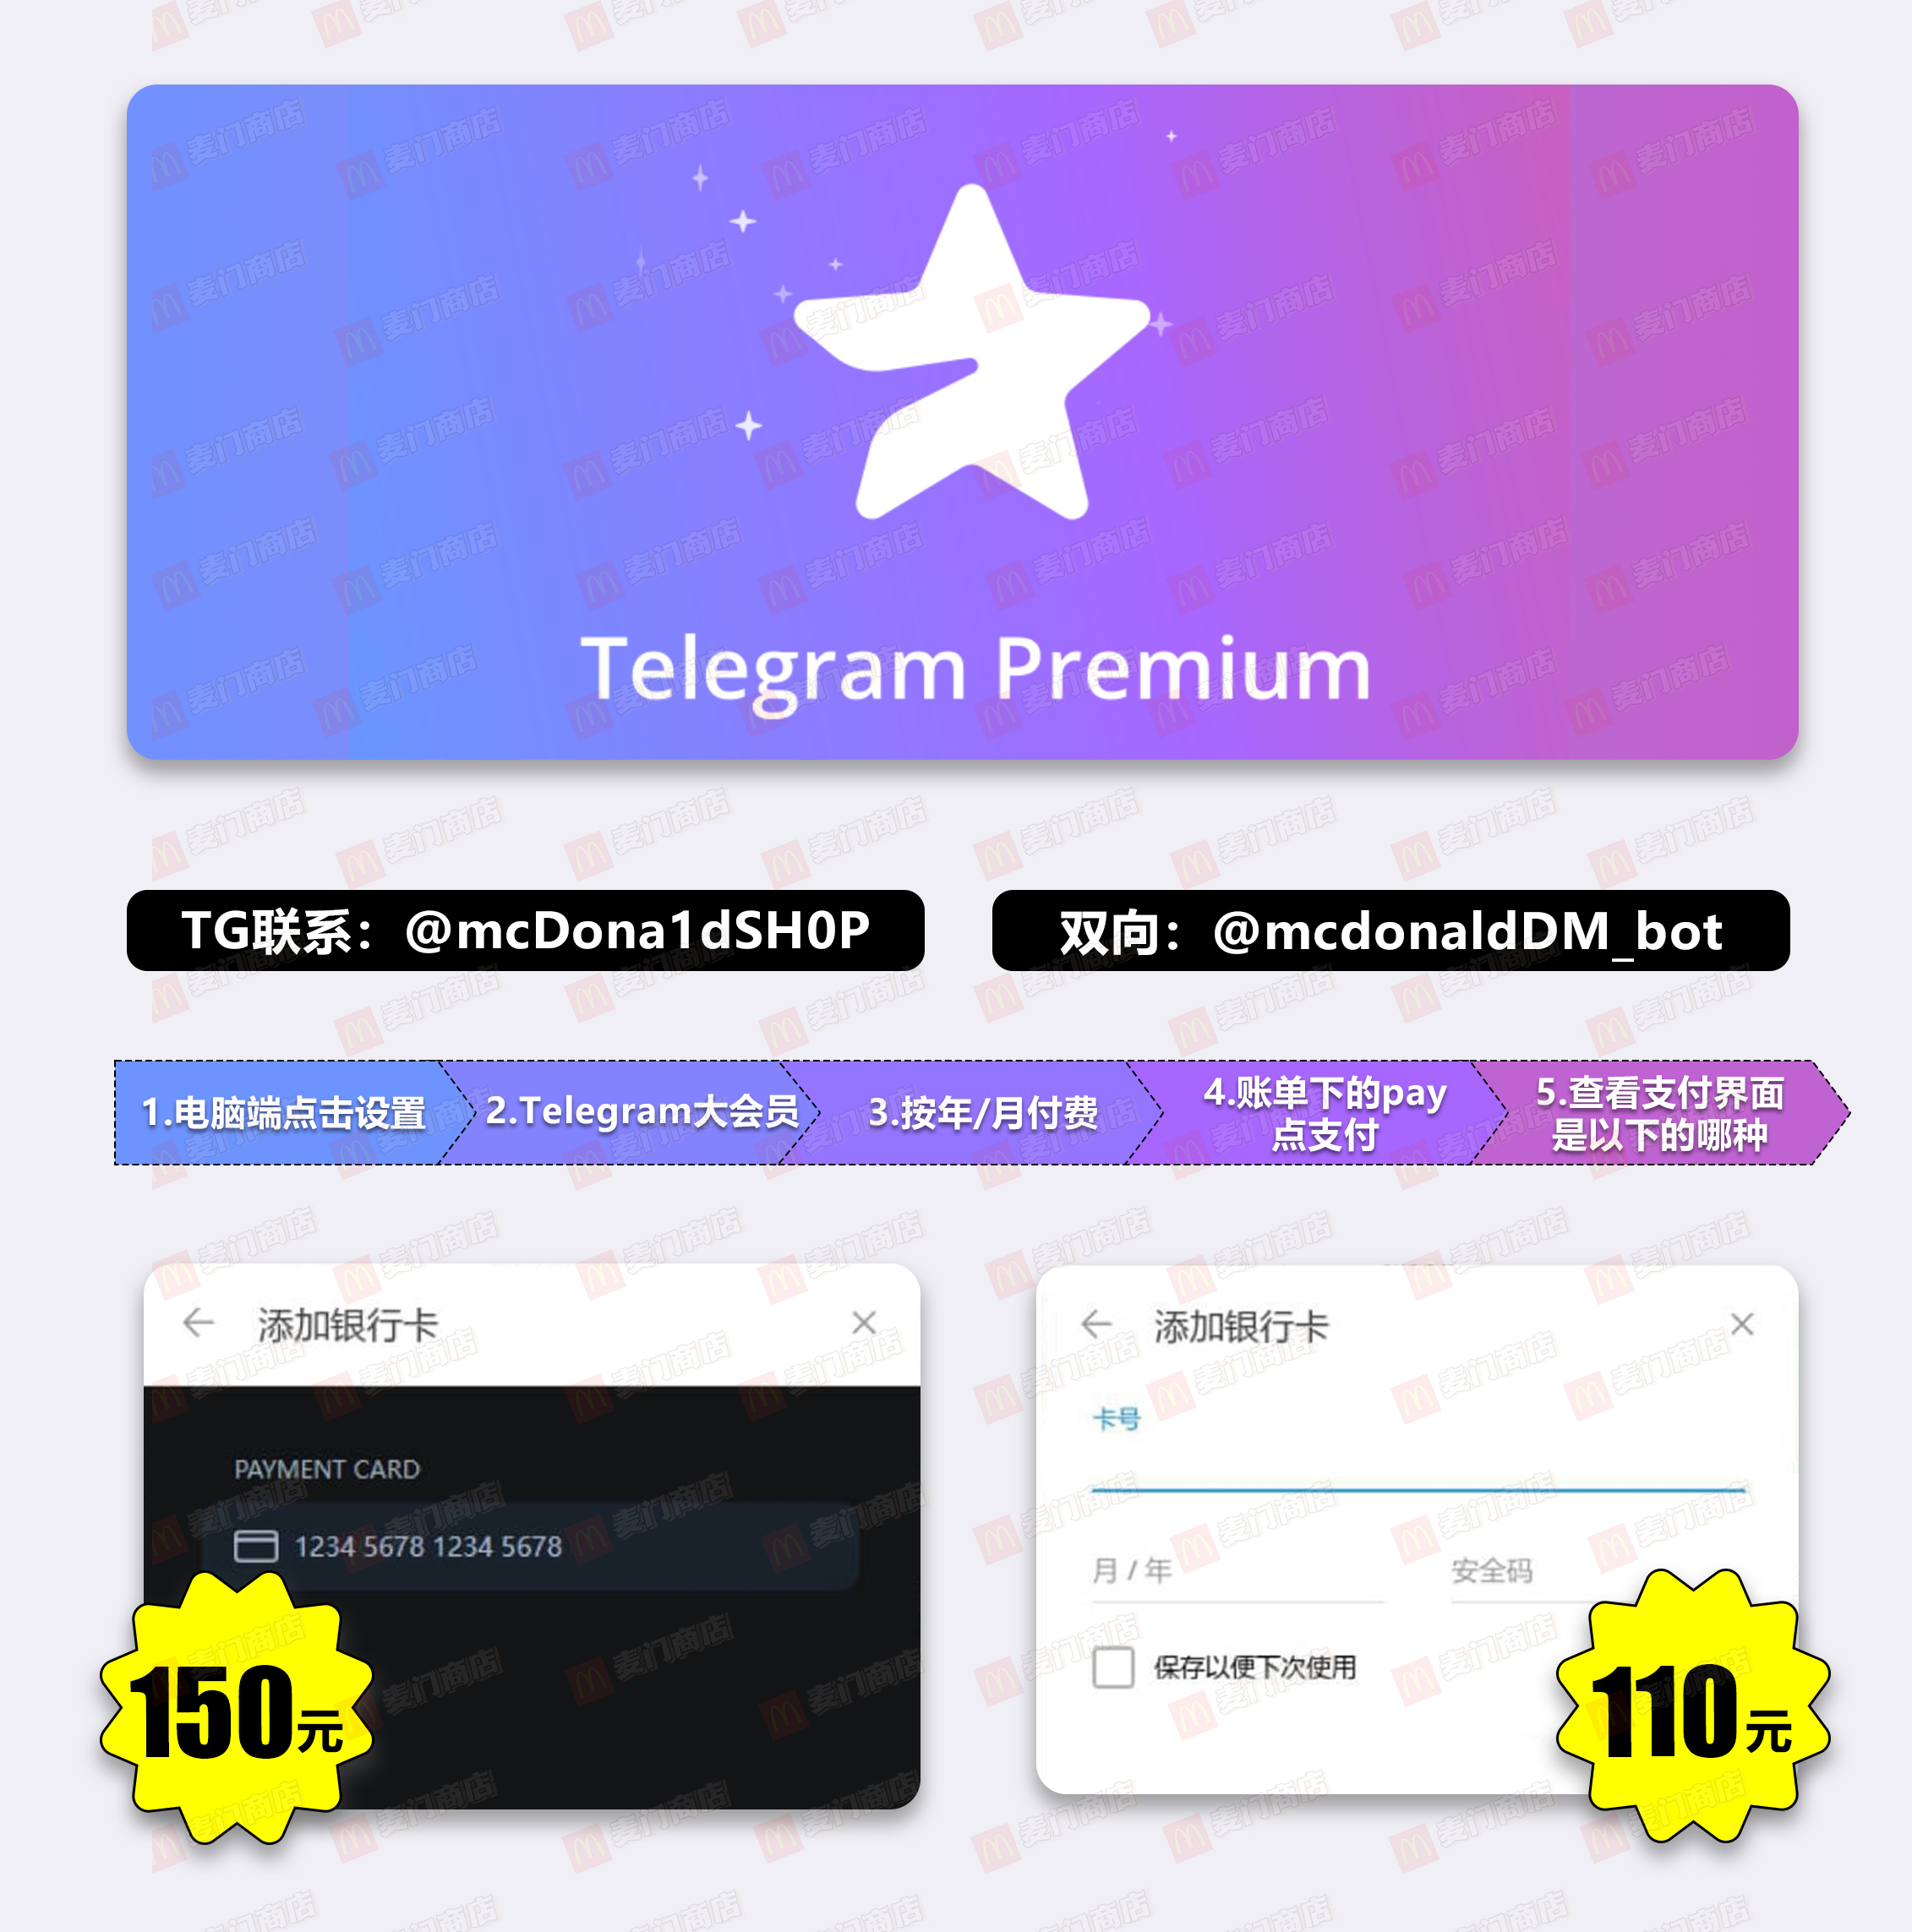 Telegram Premium
TG联系：@mcDona1dSH0P
双向：@mcdonaldDM_bot
1.电脑端点击设置
2.Telegram大会员
3.按年/月付费
4.账单下的pay
点支付
5.查看支付界面
是以下的哪种
添加银行卡
PAYMENT CARD
1234 5678 1234 5678
150元
添加银行卡
卡号
月 / 年
安全码
保存以便下次使用
110元
麦门商店